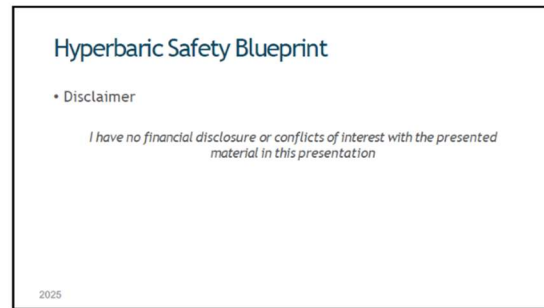 Hyperbaric Safety Blueprint
• Disclaimer
I have no financial disclosure or conflicts of interest with the presented
material in this presentation
2025